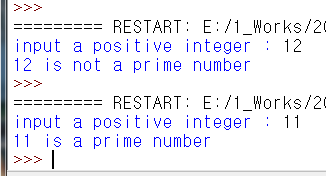 >>>
========= RESTART: E:/1_Works/20
input a positive integer : 12
12 is not a prime number
>>>
========= RESTART: E:/1_Works/20
input a positive integer : 11
11 is a prime number
>>>